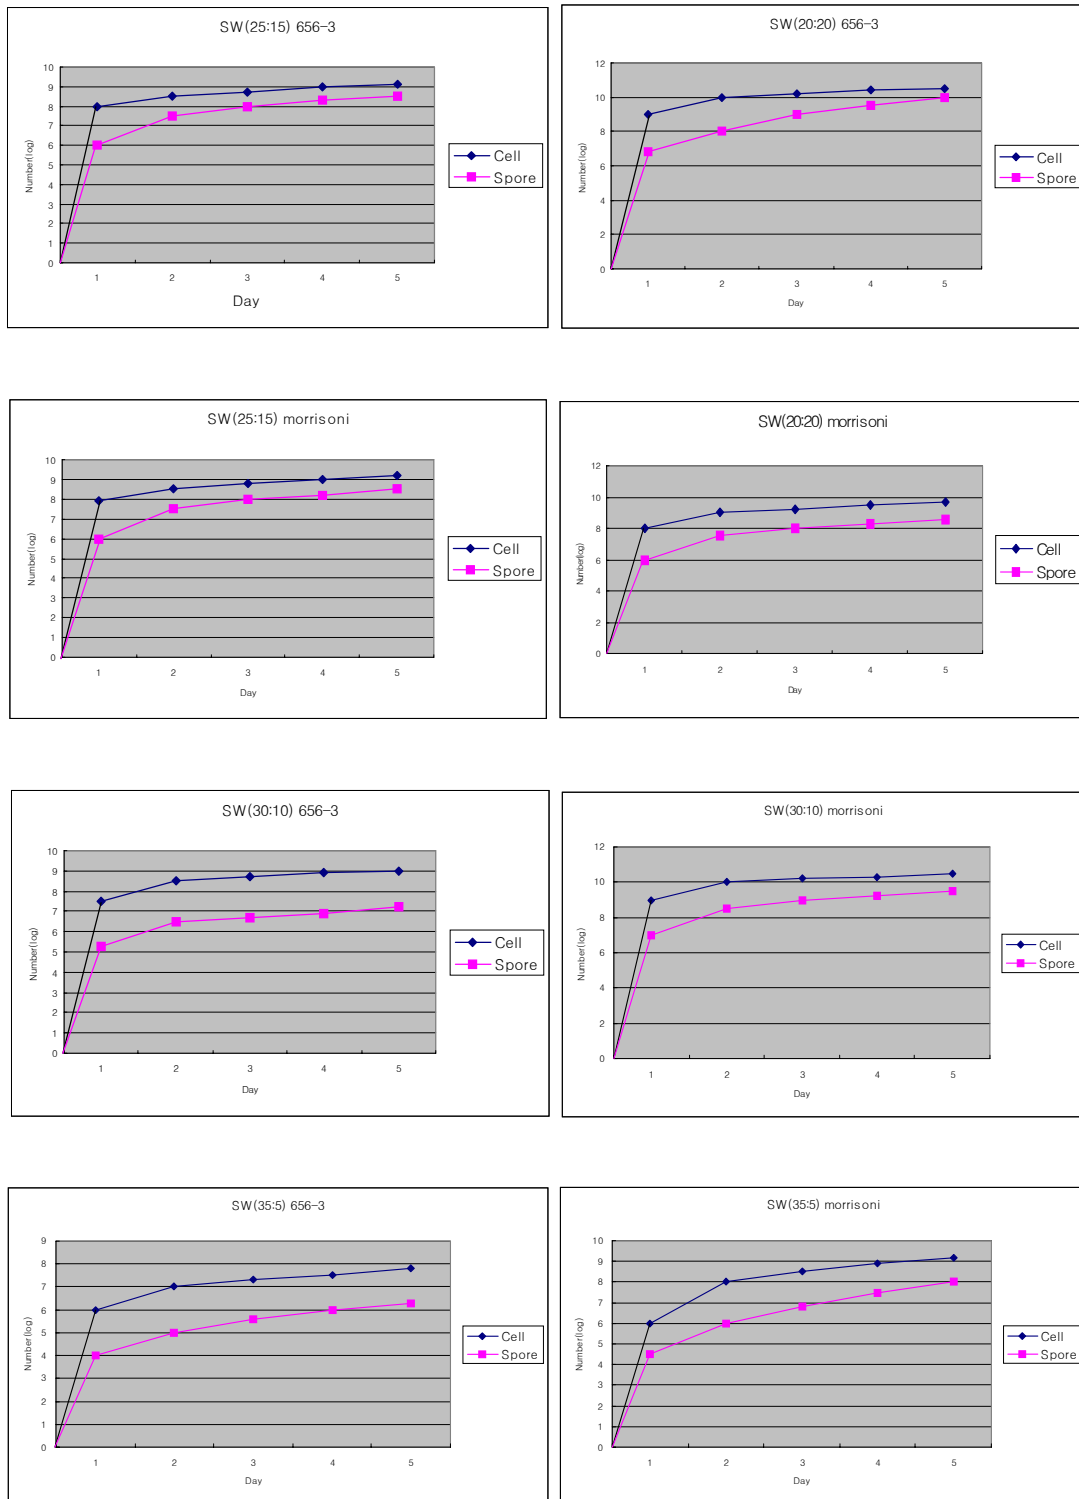 SW(25:15) 656-3
10
9
8
7
6
5
4
3
2
1
0
Number(log)
1 2 3 4 5
Day
Cell
Spore
SW(20:20) 656-3
12
10
8
6
4
2
0
Number(log)
1 2 3 4 5
Day
Cell
Spore
SW(25:15) morrisoni
10
9
8
7
6
5
4
3
2
1
0
Number(log)
1 2 3 4 5
Day
Cell
Spore
SW(20:20) morrisoni
12
10
8
6
4
2
0
Number(log)
1 2 3 4 5
Day
Cell
Spore
SW(30:10) 656-3
10
9
8
7
6
5
4
3
2
1
0
Number(log)
1 2 3 4 5
Day
Cell
Spore
SW(30:10) morrisoni
12
10
8
6
4
2
0
Number(log)
1 2 3 4 5
Day
Cell
Spore
SW(35:5) 656-3
9
8
7
6
5
4
3
2
1
0
Number(log)
1 2 3 4 5
Day
Cell
Spore
SW(35:5) morrisoni
10
9
8
7
6
5
4
3
2
1
0
Number(log)
1 2 3 4 5
Day
Cell
Spore